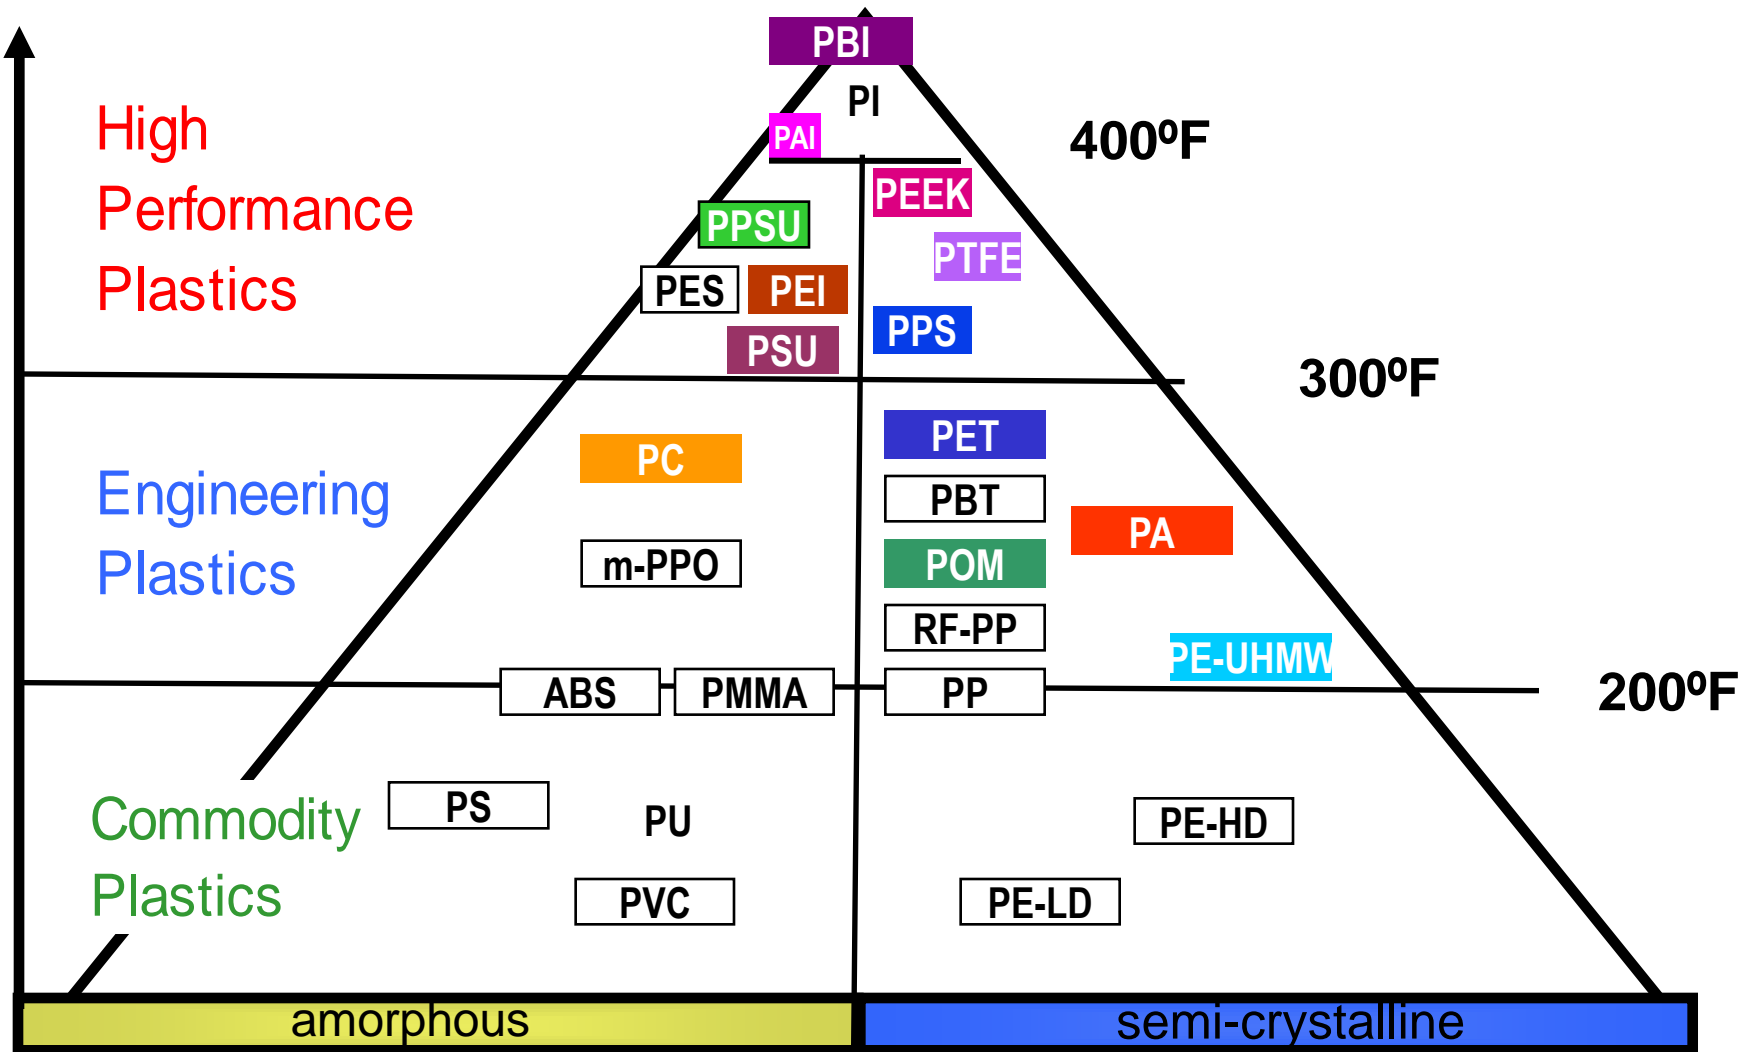 PBI
PI
PAI
High
Performance
Plastics
400ºF
PEEK
PPSU
PTFE
PES
PEI
PPS
PSU
300ºF
Engineering
Plastics
PC
PET
PBT
PA
m-PPO
POM
RF-PP
PE-UHMW
ABS
PMMA
PP
200ºF
Commodity
Plastics
PS
PU
PE-HD
PVC
PE-LD
amorphous
semi-crystalline